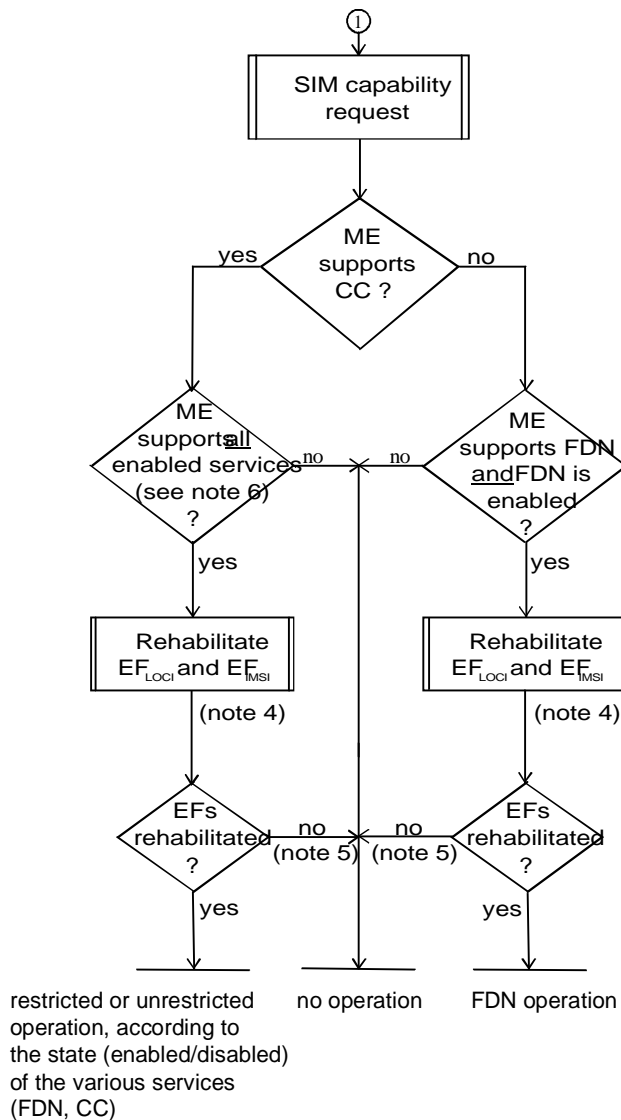 1
SIM capability
request
ME
supports
CC ?
yes
no
ME
supports all
enabled services
(see note 6)
?
no
no
ME
supports FDN
and FDN is
enabled
?
yes
yes
Rehabilitate
EFLOCI and EFIMSI
Rehabilitate
EFLOCI and EFIMSI
(note 4)
(note 4)
EFs
rehabilitated
?
no
(note 5)
no
(note 5)
EFs
rehabilitated
?
yes
yes
restricted or unrestricted
operation, according to
the state (enabled/disabled)
of the various services
(FDN, CC)
no operation
FDN operation